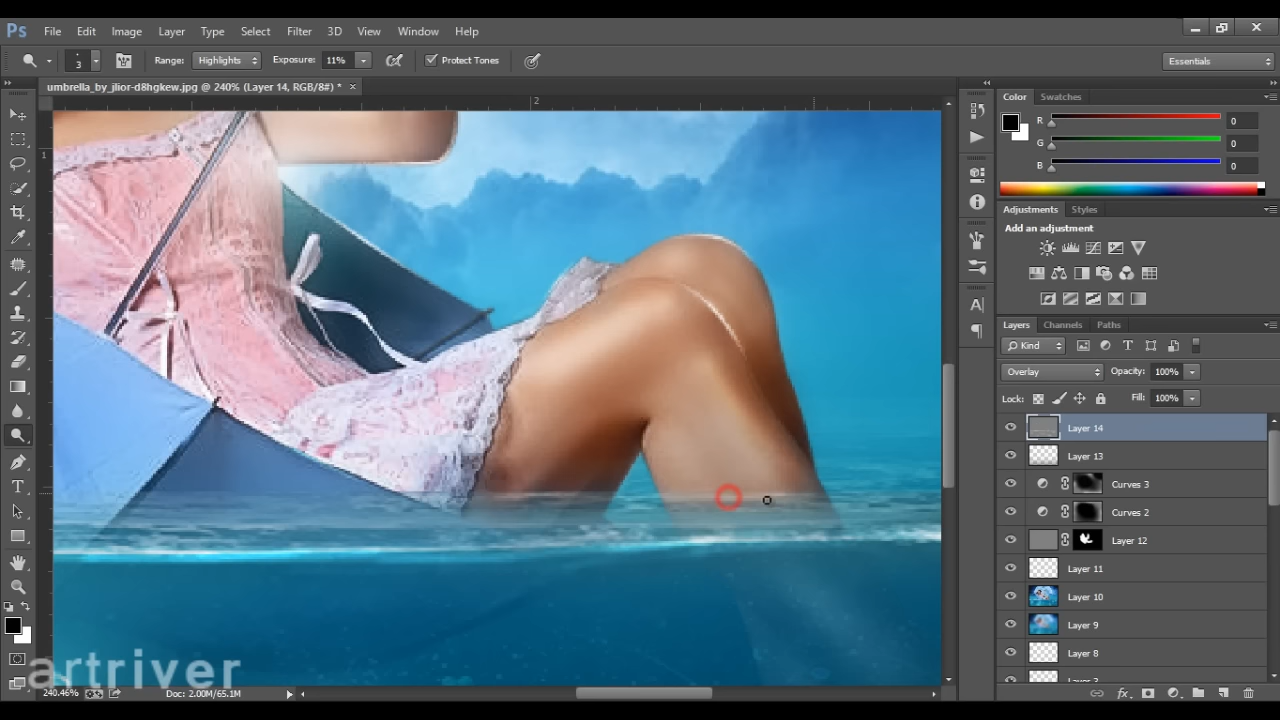 Ps File Edit Image Layer Type Select Filter 3D View Window Help
3 Range: Highlights Exposure: 11% Protect Tones Essentials
umbrella_by_jlior-d8hgkew.jpg @ 240% (Layer 14, RGB/8#) * ×
2
1
Color Swatches
R 0
G 0
B 0
Adjustments Styles
Add an adjustment
Layers Channels Paths
Kind
Overlay Opacity: 100%
Lock: Fill: 100%
Layer 14
Layer 13
Curves 3
Curves 2
Layer 12
Layer 11
Layer 10
Layer 9
Layer 8
artriver
240.46% Doc: 2.00M/65.1M